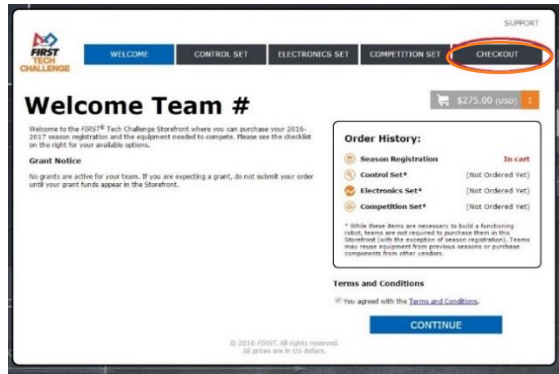 SUPPORT
FIRST
TECH
CHALLENGE
WELCOME
CONTROL SET
ELECTRONICS SET
COMPETITION SET
CHECKOUT
$275.00 (USD) 1
Welcome Team #
Welcome to the FIRST® Tech Challenge Storefront where you can purchase your 2016-
2017 season registration and the equipment needed to compete. Please see the checklist
on the right for your available options.
Grant Notice
No grants are active for your team. If you are expecting a grant, do not submit your order
until your grant funds appear in the Storefront.
Order History:
Season Registration In cart
Control Set* (Not Ordered Yet)
Electronics Set* (Not Ordered Yet)
Competition Set* (Not Ordered Yet)
* While these items are necessary to build a functioning
robot, teams are not required to purchase them in this
Storefront (with the exception of season registration). Teams
may reuse equipment from previous seasons or purchase
components from other vendors.
Terms and Conditions
You agreed with the Terms and Conditions.
CONTINUE
© 2016 FIRST. All rights reserved.
All prices are in US dollars.